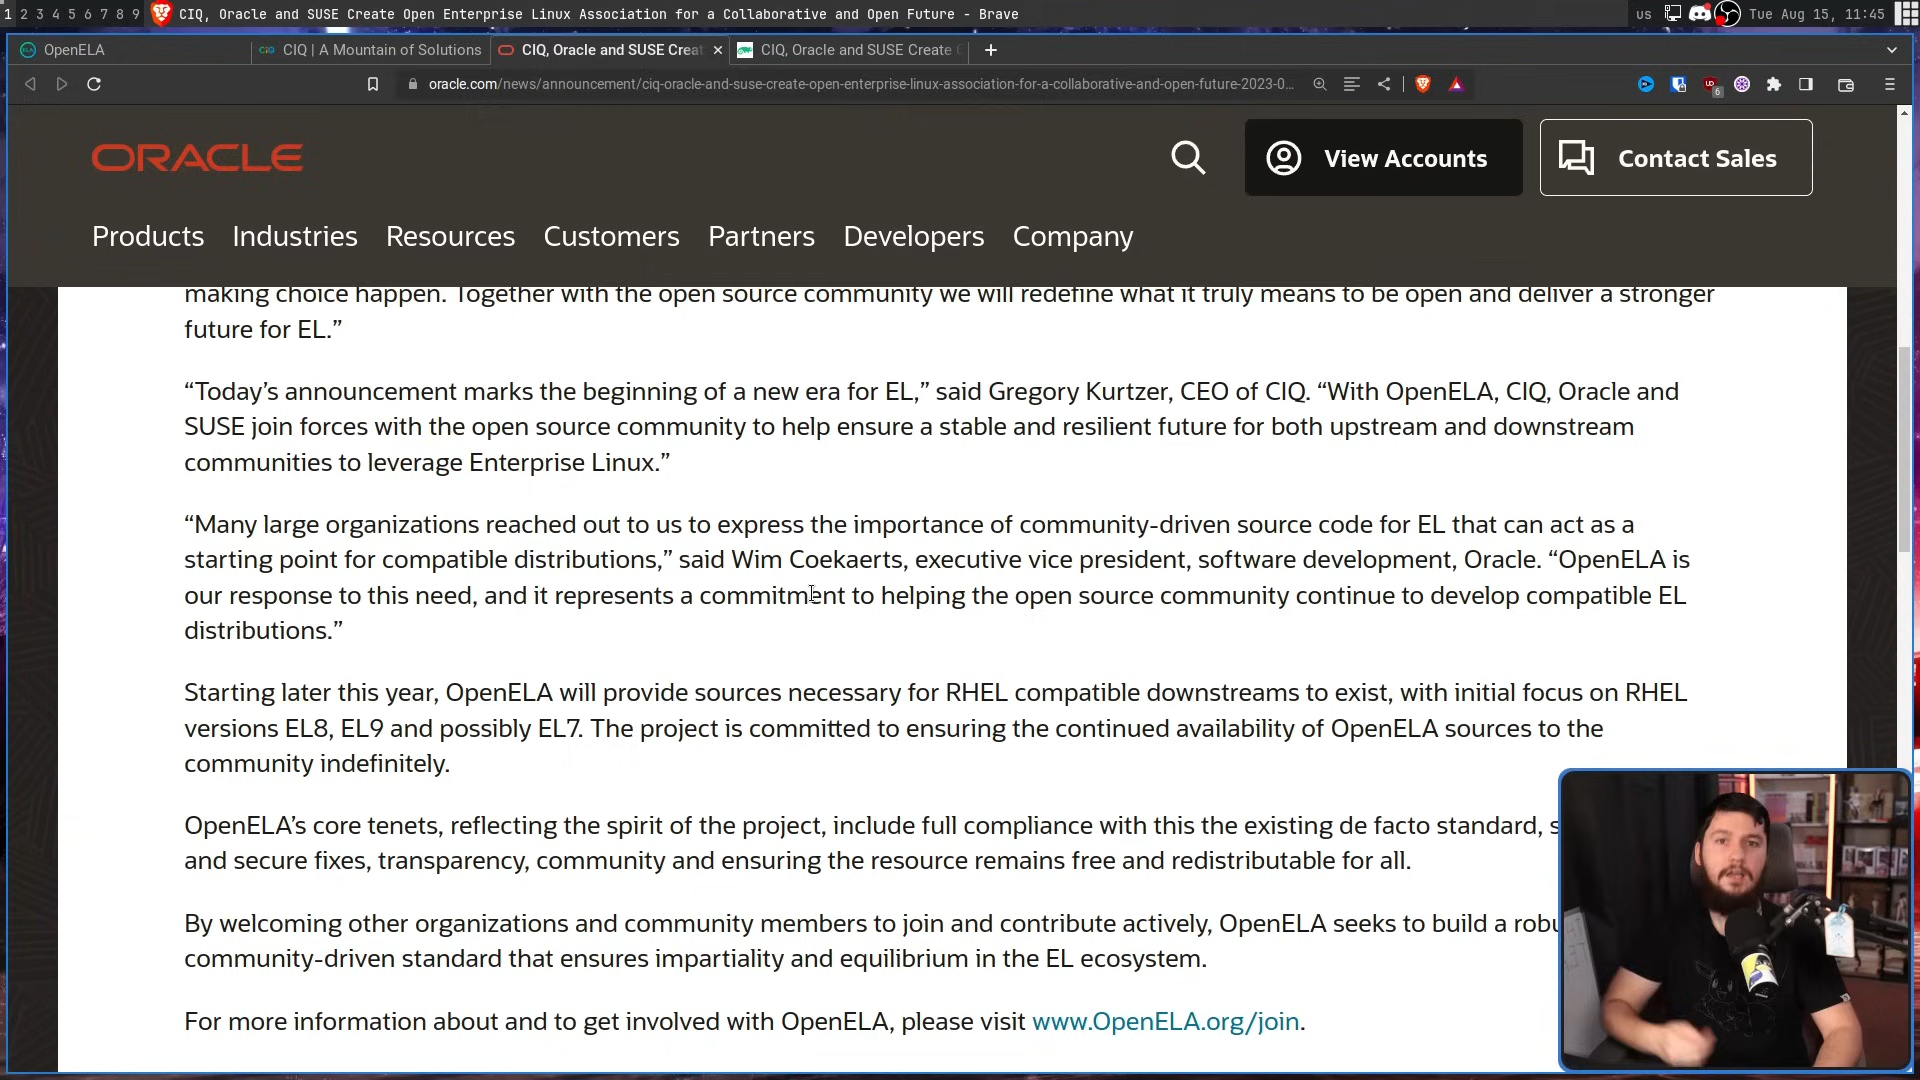 1 2 3 4 5 6 7 8 9 CIQ, Oracle and SUSE Create Open Enterprise Linux Association for a Collaborative and Open Future - Brave us Tue Aug 15, 11:45
OpenELA CIQ | A Mountain of Solutions CIQ, Oracle and SUSE Creat CIQ, Oracle and SUSE Create
oracle.com/news/announcement/ciq-oracle-and-suse-create-open-enterprise-linux-association-for-a-collaborative-and-open-future-2023-0... 6
ORACLE View Accounts Contact Sales
Products Industries Resources Customers Partners Developers Company
making choice happen. Together with the open source community we will redefine what it truly means to be open and deliver a stronger
future for EL.”
“Today’s announcement marks the beginning of a new era for EL,” said Gregory Kurtzer, CEO of CIQ. “With OpenELA, CIQ, Oracle and
SUSE join forces with the open source community to help ensure a stable and resilient future for both upstream and downstream
communities to leverage Enterprise Linux.”
“Many large organizations reached out to us to express the importance of community-driven source code for EL that can act as a
starting point for compatible distributions,” said Wim Coekaerts, executive vice president, software development, Oracle. “OpenELA is
our response to this need, and it represents a commitment to helping the open source community continue to develop compatible EL
distributions.”
Starting later this year, OpenELA will provide sources necessary for RHEL compatible downstreams to exist, with initial focus on RHEL
versions EL8, EL9 and possibly EL7. The project is committed to ensuring the continued availability of OpenELA sources to the
community indefinitely.
OpenELA’s core tenets, reflecting the spirit of the project, include full compliance with this the existing de facto standard, s
and secure fixes, transparency, community and ensuring the resource remains free and redistributable for all.
By welcoming other organizations and community members to join and contribute actively, OpenELA seeks to build a robu
community-driven standard that ensures impartiality and equilibrium in the EL ecosystem.
For more information about and to get involved with OpenELA, please visit www.OpenELA.org/join.